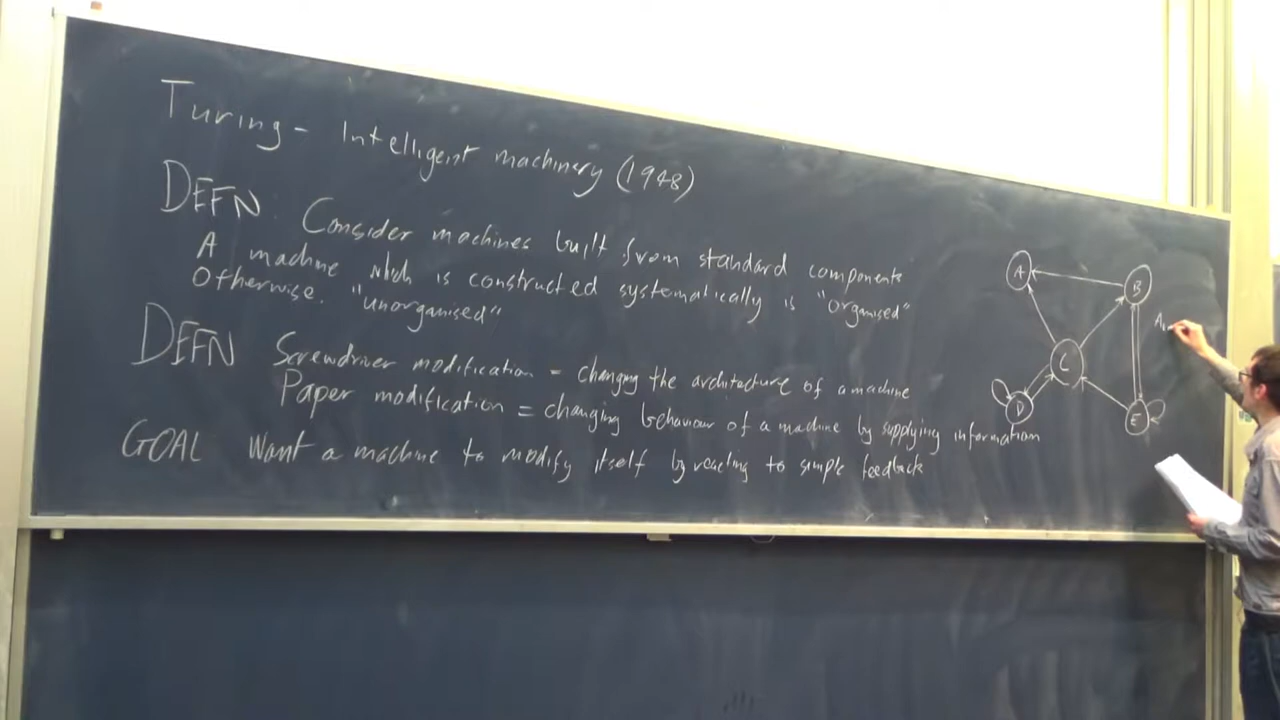 Turing - Intelligent machinery (1948)
DEFN Consider machines built from standard components
A machine which is constructed systematically is "organised"
Otherwise. "unorganised"
DEFN Screwdriver modification = changing the architecture of a machine
Paper modification = changing behaviour of a machine by supplying information
GOAL Want a machine to modify itself by reacting to simple feedback
A
B
C
D
E